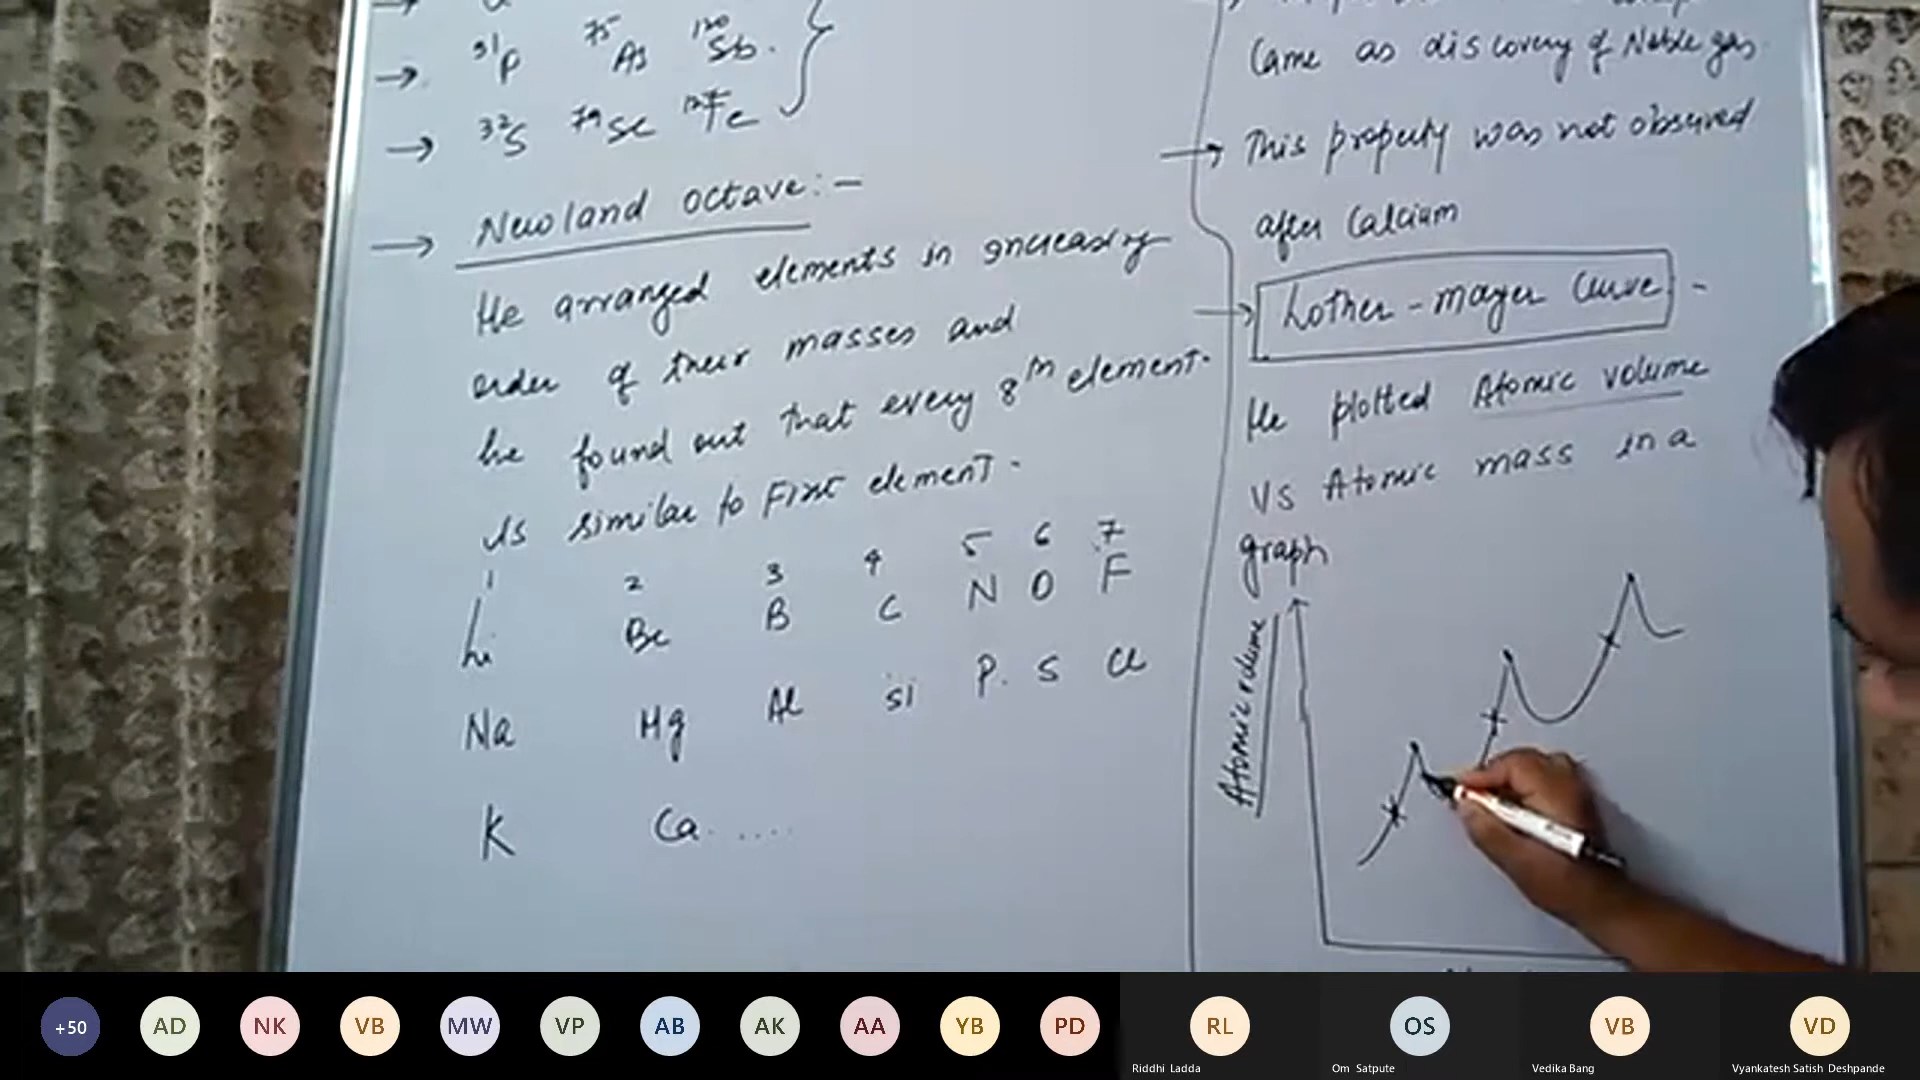 → 31P 75As 120Sb.
→ 32S 79Se 127Te
→ Newland octave:-
He arranged elements in increasing
order of their masses and
he found out that every 8th element.
is similar to First element.
1 2 3 4 5 6 7
Li Be B C N O F
Na Mg Al Si P. S Cl
K Ca.....
Came as discovery of Noble gas
→ This property was not observed
after Calcium
→ Lother-mayer Curve:-
He plotted Atomic volume
VS Atomic mass in a
graph
Atomic volume
+50 AD NK VB MW VP AB AK AA YB PD RL OS VB VD
Riddhi Ladda Om Satpute Vedika Bang Vyankatesh Satish Deshpande